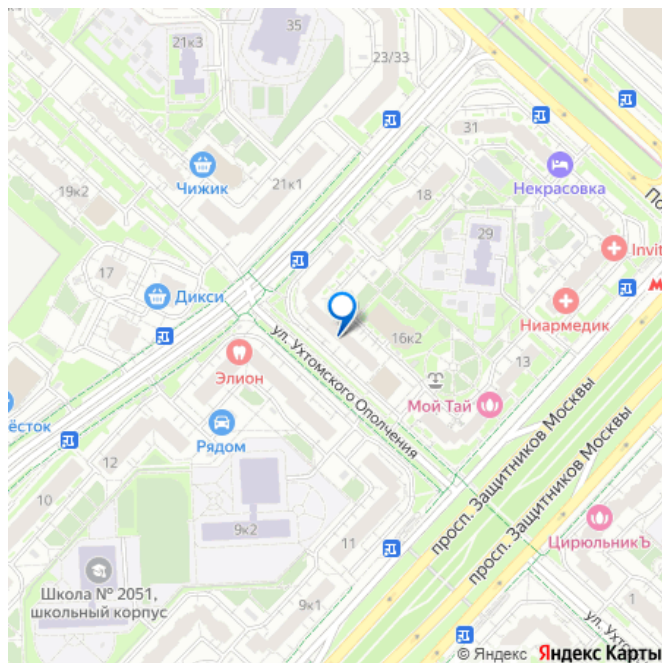 21к3
35
23/33
31
Чижик
21к1
18
Некрасовка
19к2
29
Invit
17
Дикси
16к2
Ниармедик
ул. Ухтомского Ополчения
13
Элион
Мой Тай
просп. Защитников Москвы
ёсток
Рядом
12
просп. Защитников Москвы
10
9к2
11
ЦирюльникЪ
Школа № 2051,
школьный корпус
9к1
1
ул. Ухт
© Яндекс Яндекс Карты